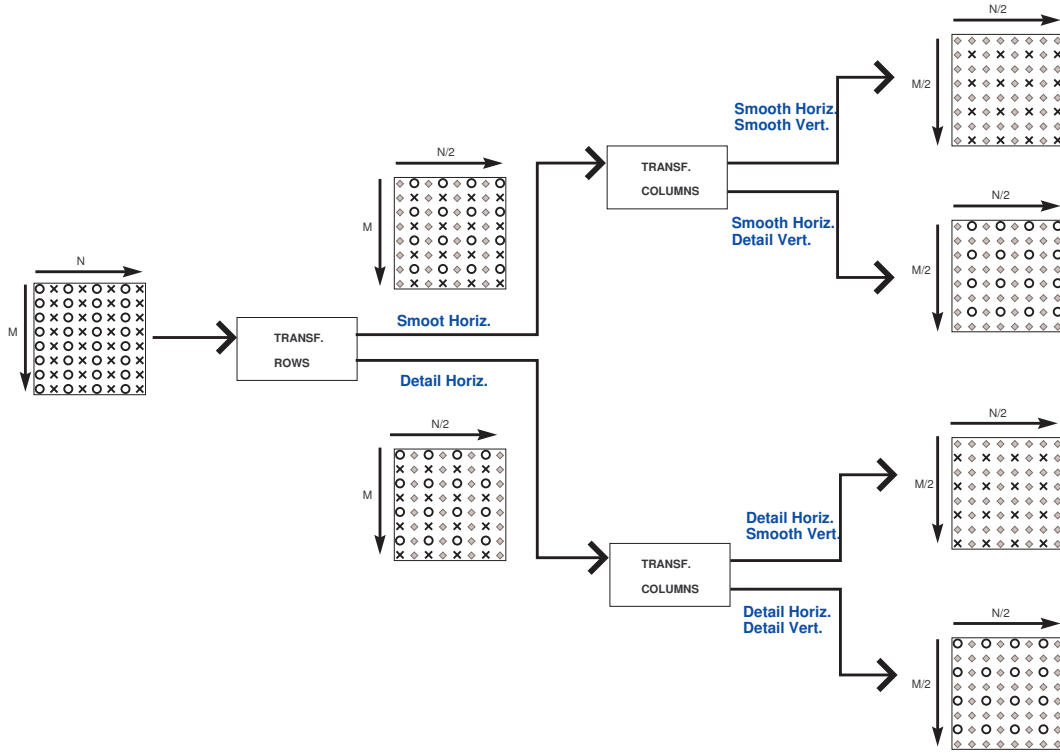 N/2
M/2
Smooth Horiz.
Smooth Vert.
N/2
M
TRANSF.
COLUMNS
N/2
M/2
Smooth Horiz.
Detail Vert.
N
M
TRANSF.
ROWS
Smoot Horiz.
Detail Horiz.
N/2
M
N/2
M/2
Detail Horiz.
Smooth Vert.
TRANSF.
COLUMNS
Detail Horiz.
Detail Vert.
N/2
M/2